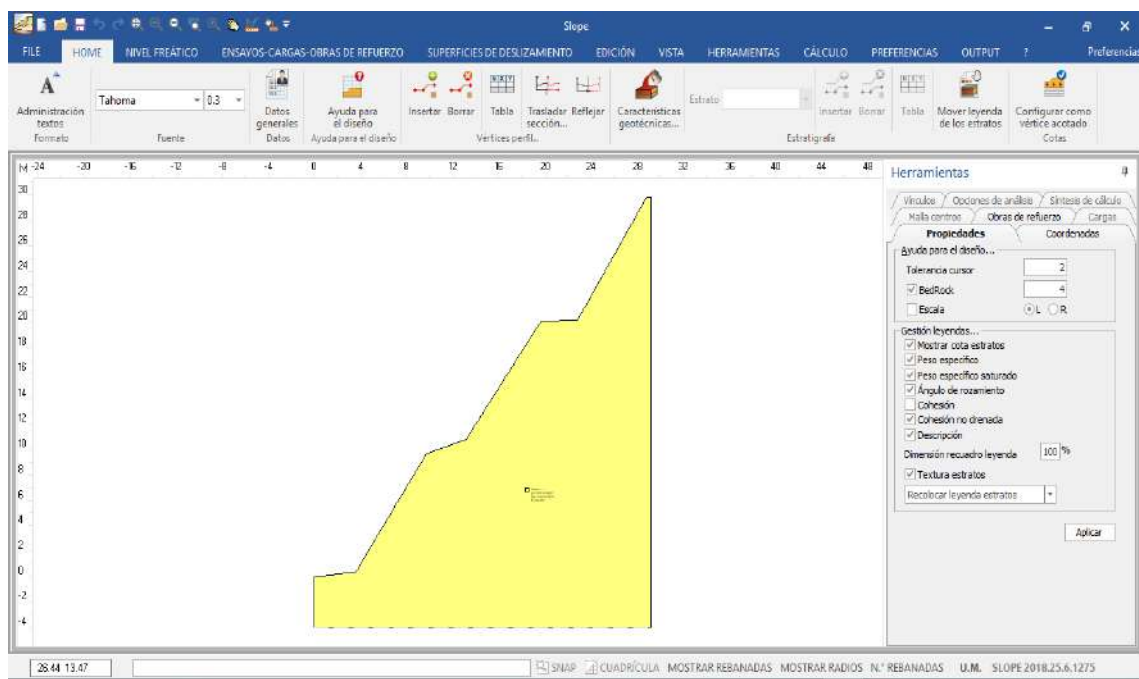 Slope
FILE HOME NIVEL FREÁTICO ENSAYOS-CARGAS-OBRAS DE REFUERZO SUPERFICIES DE DESLIZAMIENTO EDICIÓN VISTA HERRAMIENTAS CÁLCULO PREFERENCIAS OUTPUT ? Preferencias
Administración textos
Formato
Tahoma 0.3
Fuente
Datos generales
Datos
Ayuda para el diseño
Ayuda para el diseño
Insertar Borrar Tabla Trasladar sección... Reflejar
Vértices perfil...
Características geotécnicas...
Estrato
Insertar Borrar Tabla Mover leyenda de los estratos
Estratigrafía
Configurar como vértice acotado
Cotas
M -24 -20 -16 -12 -8 -4 0 4 8 12 16 20 24 28 32 36 40 44 48
30
28
26
24
22
20
18
16
14
12
10
8
6
4
2
0
-2
-4
Herramientas
Vínculos Opciones de análisis Síntesis de cálculo
Malla centros Obras de refuerzo Cargas
Propiedades Coordenadas
Ayuda para el diseño...
Tolerancia cursor 2
BedRock 4
Escala L R
Gestión leyendas...
Mostrar cota estratos
Peso específico
Peso específico saturado
Ángulo de rozamiento
Cohesión
Cohesión no drenada
Descripción
Dimensión recuadro leyenda 100 %
Textura estratos
Recolocar leyenda estratos
Aplicar
28.44 13.47
SNAP CUADRÍCULA MOSTRAR REBANADAS MOSTRAR RADIOS N.º REBANADAS U.M. SLOPE 2018.25.6.1275